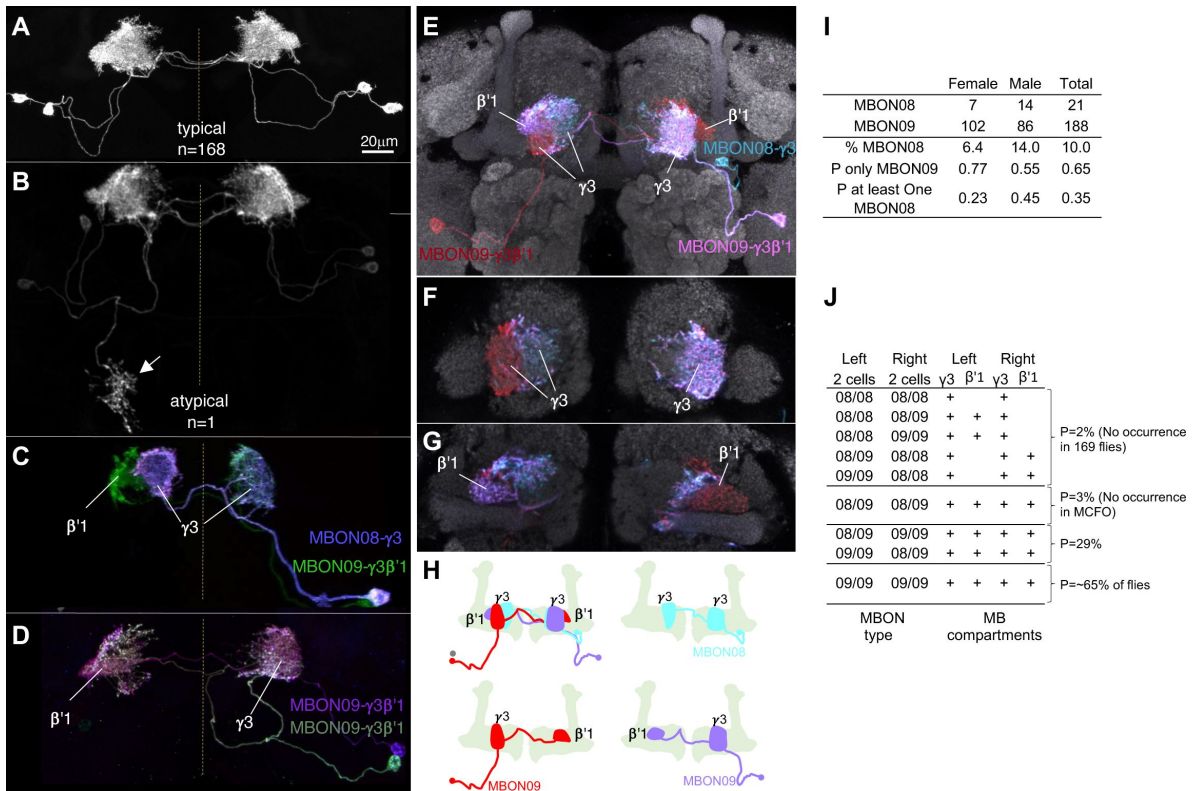 A
typical
n=168
20μm
B
atypical
n=1
C
β'1
γ3
MBON08-γ3
MBON09-γ3β'1
D
β'1
γ3
MBON09-γ3β'1
MBON09-γ3β'1
E
β'1
β'1
MBON08-γ3
γ3
γ3
MBON09-γ3β'1
MBON09-γ3β'1
F
γ3
γ3
G
β'1
β'1
H
γ3 γ3
β'1 β'1
γ3 γ3
MBON08
γ3
β'1
MBON09
γ3
β'1
MBON09
I
Female Male Total
MBON08 7 14 21
MBON09 102 86 188
% MBON08 6.4 14.0 10.0
P only MBON09 0.77 0.55 0.65
P at least One
MBON08 0.23 0.45 0.35
J
Left Right Left Right
2 cells 2 cells γ3 β'1 γ3 β'1
08/08 08/08 + +
08/08 08/09 + + +
08/08 09/09 + + +
08/09 08/08 + + +
09/09 08/08 + + +
P=2% (No occurrence
in 169 flies)
08/09 08/09 + + + +
P=3% (No occurrence
in MCFO)
08/09 09/09 + + + +
09/09 08/09 + + + +
P=29%
09/09 09/09 + + + +
P=~65% of flies
MBON
type
MB
compartments